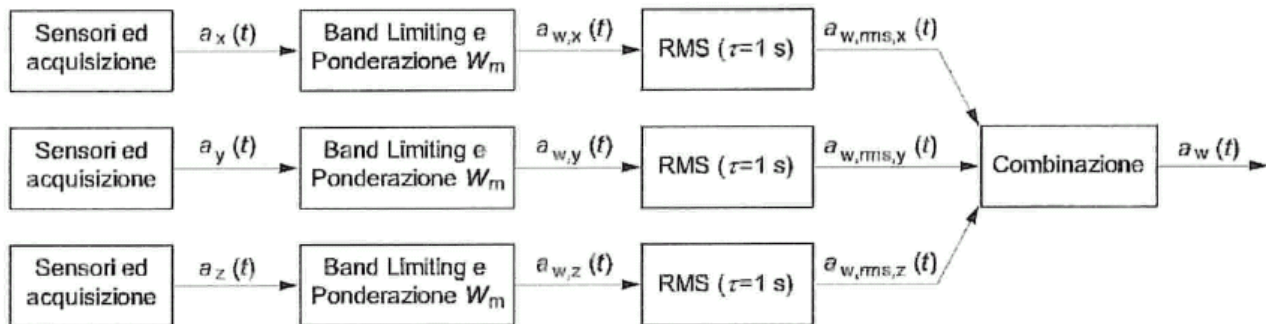 Sensori ed
acquisizione
a x (t)
Band Limiting e
Ponderazione Wm
a w,x (t)
RMS (τ=1 s)
a w,rms,x (t)
Sensori ed
acquisizione
a y (t)
Band Limiting e
Ponderazione Wm
a w,y (t)
RMS (τ=1 s)
a w,rms,y (t)
Combinazione
a w (t)
Sensori ed
acquisizione
a z (t)
Band Limiting e
Ponderazione Wm
a w,z (t)
RMS (τ=1 s)
a w,rms,z (t)